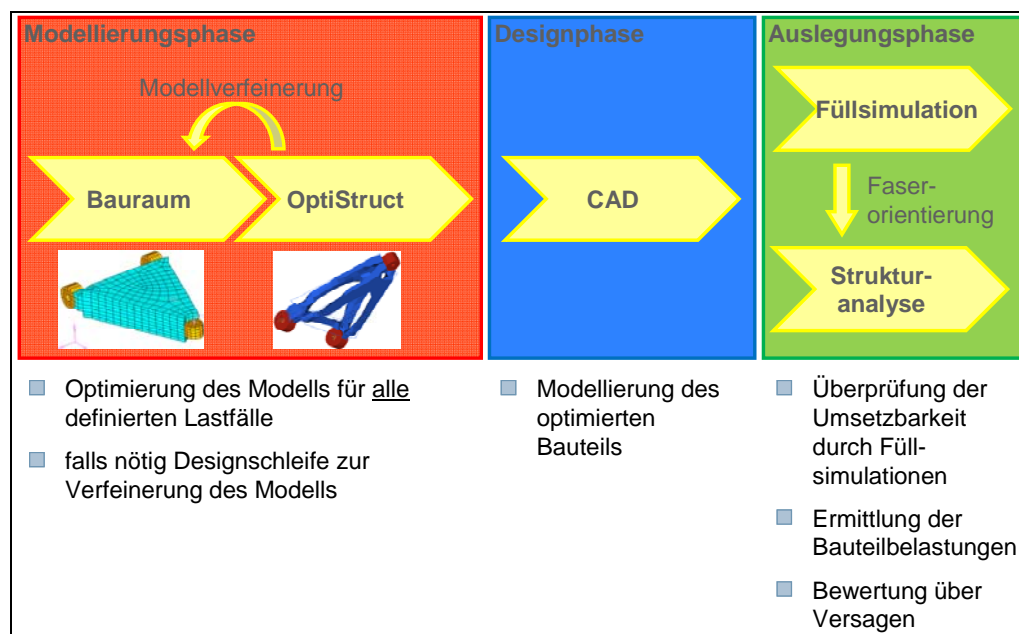 Modellierungsphase
Modellverfeinerung
Bauraum
OptiStruct
Optimierung des Modells für alle
definierten Lastfälle
falls nötig Designschleife zur
Verfeinerung des Modells
Designphase
CAD
Modellierung des
optimierten
Bauteils
Auslegungsphase
Füllsimulation
Faser-
orientierung
Struktur-
analyse
Überprüfung der
Umsetzbarkeit
durch Füll-
simulationen
Ermittlung der
Bauteilbelastungen
Bewertung über
Versagen